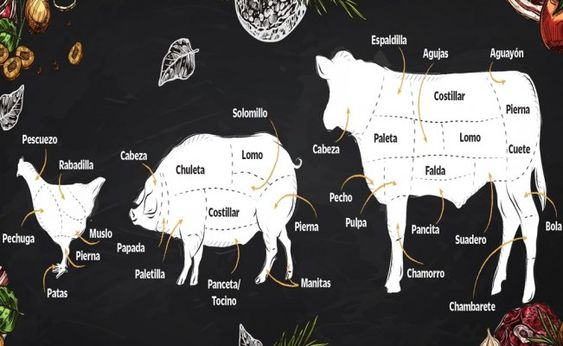 Pescuezo
Rabadilla
Pechuga
Muslo
Pierna
Patas
Cabeza
Chuleta
Solomillo
Lomo
Costillar
Papada
Paletilla
Panceta/
Tocino
Pierna
Manitas
Espaldilla
Agujas
Aguayón
Costillar
Pierna
Cabeza
Paleta
Lomo
Cuete
Falda
Pecho
Pulpa
Pancita
Suadero
Bola
Chamorro
Chambarete